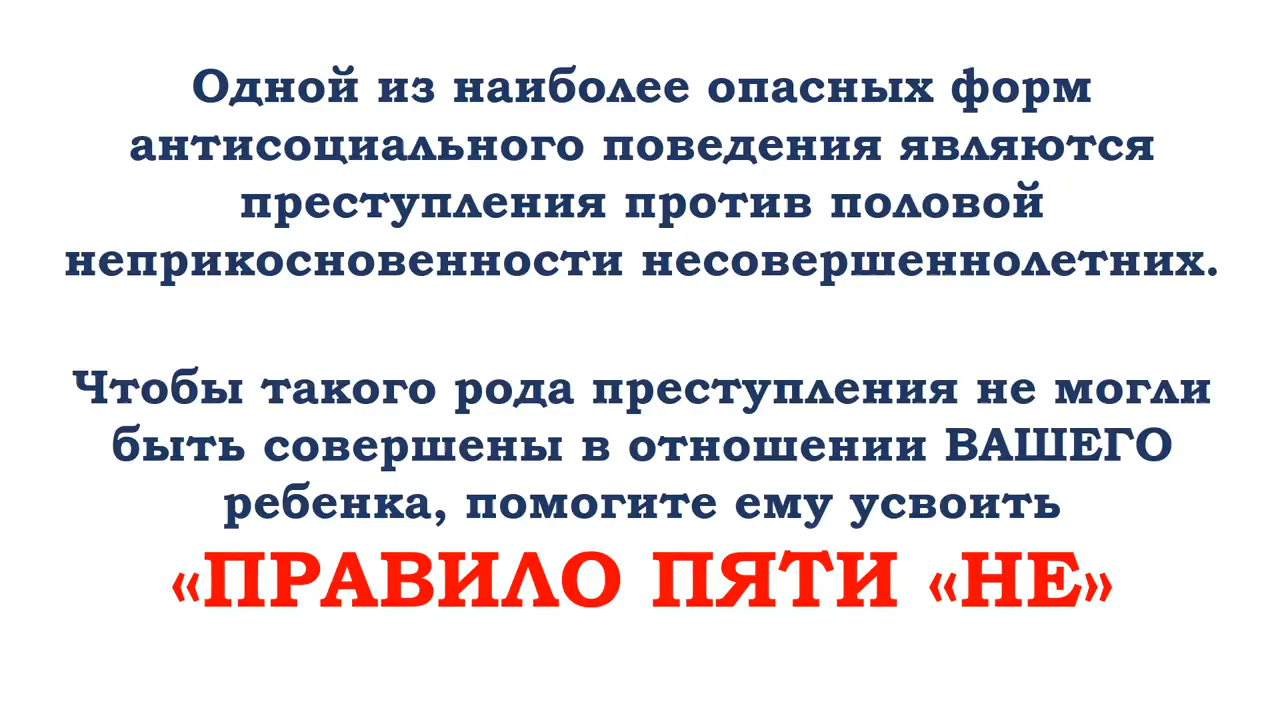 Одной из наиболее опасных форм
антисоциального поведения являются
преступления против половой
неприкосновенности несовершеннолетних.
Чтобы такого рода преступления не могли
быть совершены в отношении ВАШЕГО
ребенка, помогите ему усвоить
«ПРАВИЛО ПЯТИ «НЕ»